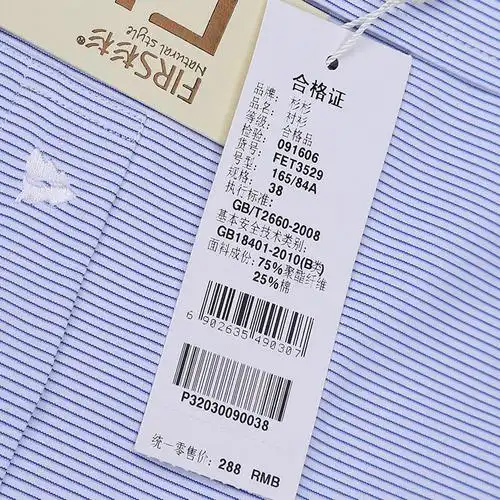 FIRS杉杉®
Natural style
合格证
品牌: 杉杉
品名: 衬衫
等级: 合格品
检验: 091606
货号: FET3529
号型: 165/84A
规格: 38
执行标准:
GB/T2660-2008
基本安全技术类别:
GB18401-2010(B类)
面料成份: 75%聚酯纤维
25%棉
6 902635 490307
P32030090038
统一零售价: 288 RMB